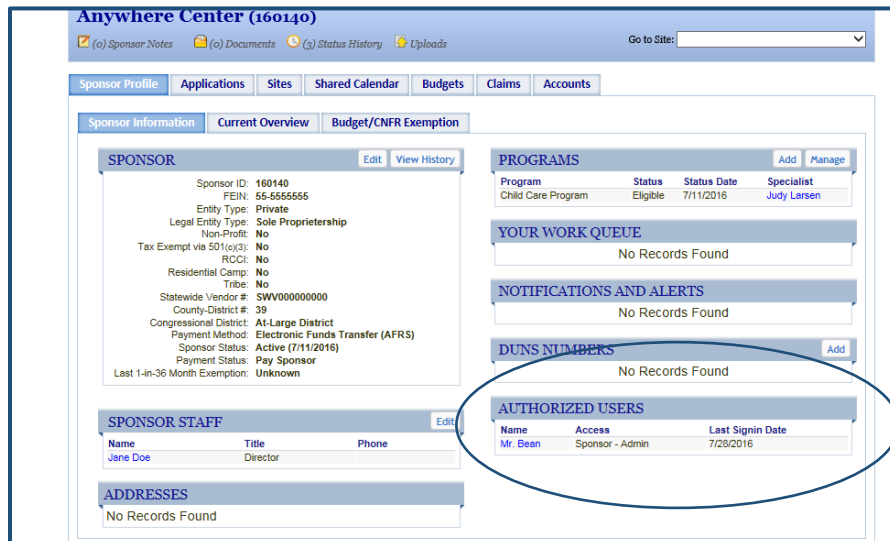 Anywhere Center (160140)
(0) Sponsor Notes (0) Documents (3) Status History Uploads
Go to Site:
Sponsor Profile Applications Sites Shared Calendar Budgets Claims Accounts
Sponsor Information Current Overview Budget/CNFR Exemption
SPONSOR Edit View History
Sponsor ID: 160140
FEIN: 55-5555555
Entity Type: Private
Legal Entity Type: Sole Proprietership
Non-Profit: No
Tax Exempt via 501(c)(3): No
RCCI: No
Residential Camp: No
Tribe: No
Statewide Vendor #: SWV000000000
County-District #: 39
Congressional District: At-Large District
Payment Method: Electronic Funds Transfer (AFRS)
Sponsor Status: Active (7/11/2016)
Payment Status: Pay Sponsor
Last 1-in-36 Month Exemption: Unknown
SPONSOR STAFF Edit
Name Title Phone
Jane Doe Director
ADDRESSES
No Records Found
PROGRAMS Add Manage
Program Status Status Date Specialist
Child Care Program Eligible 7/11/2016 Judy Larsen
YOUR WORK QUEUE
No Records Found
NOTIFICATIONS AND ALERTS
No Records Found
DUNS NUMBERS Add
No Records Found
AUTHORIZED USERS
Name Access Last Signin Date
Mr. Bean Sponsor - Admin 7/28/2016